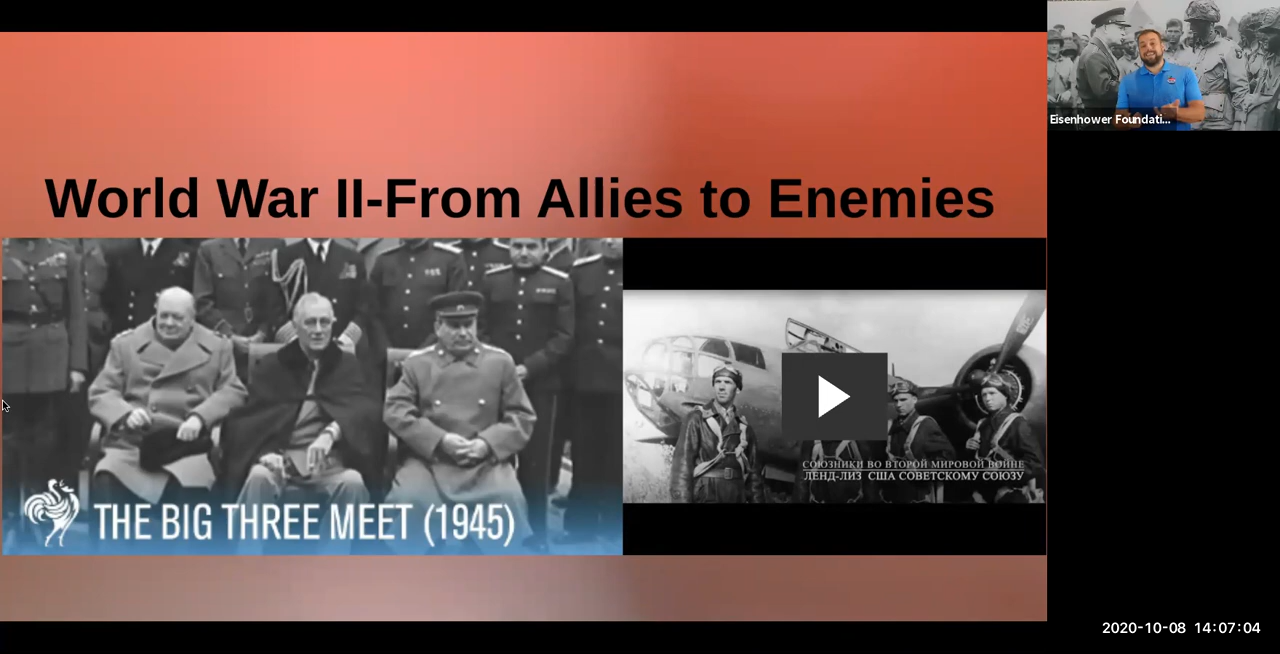 Eisenhower Foundati...
World War II-From Allies to Enemies
THE BIG THREE MEET (1945)
СОЮЗНИКИ ВО ВТОРОЙ МИРОВОЙ ВОЙНЕ
ЛЕНД-ЛИЗ США СОВЕТСКОМУ СОЮЗУ
2020-10-08 14:07:04